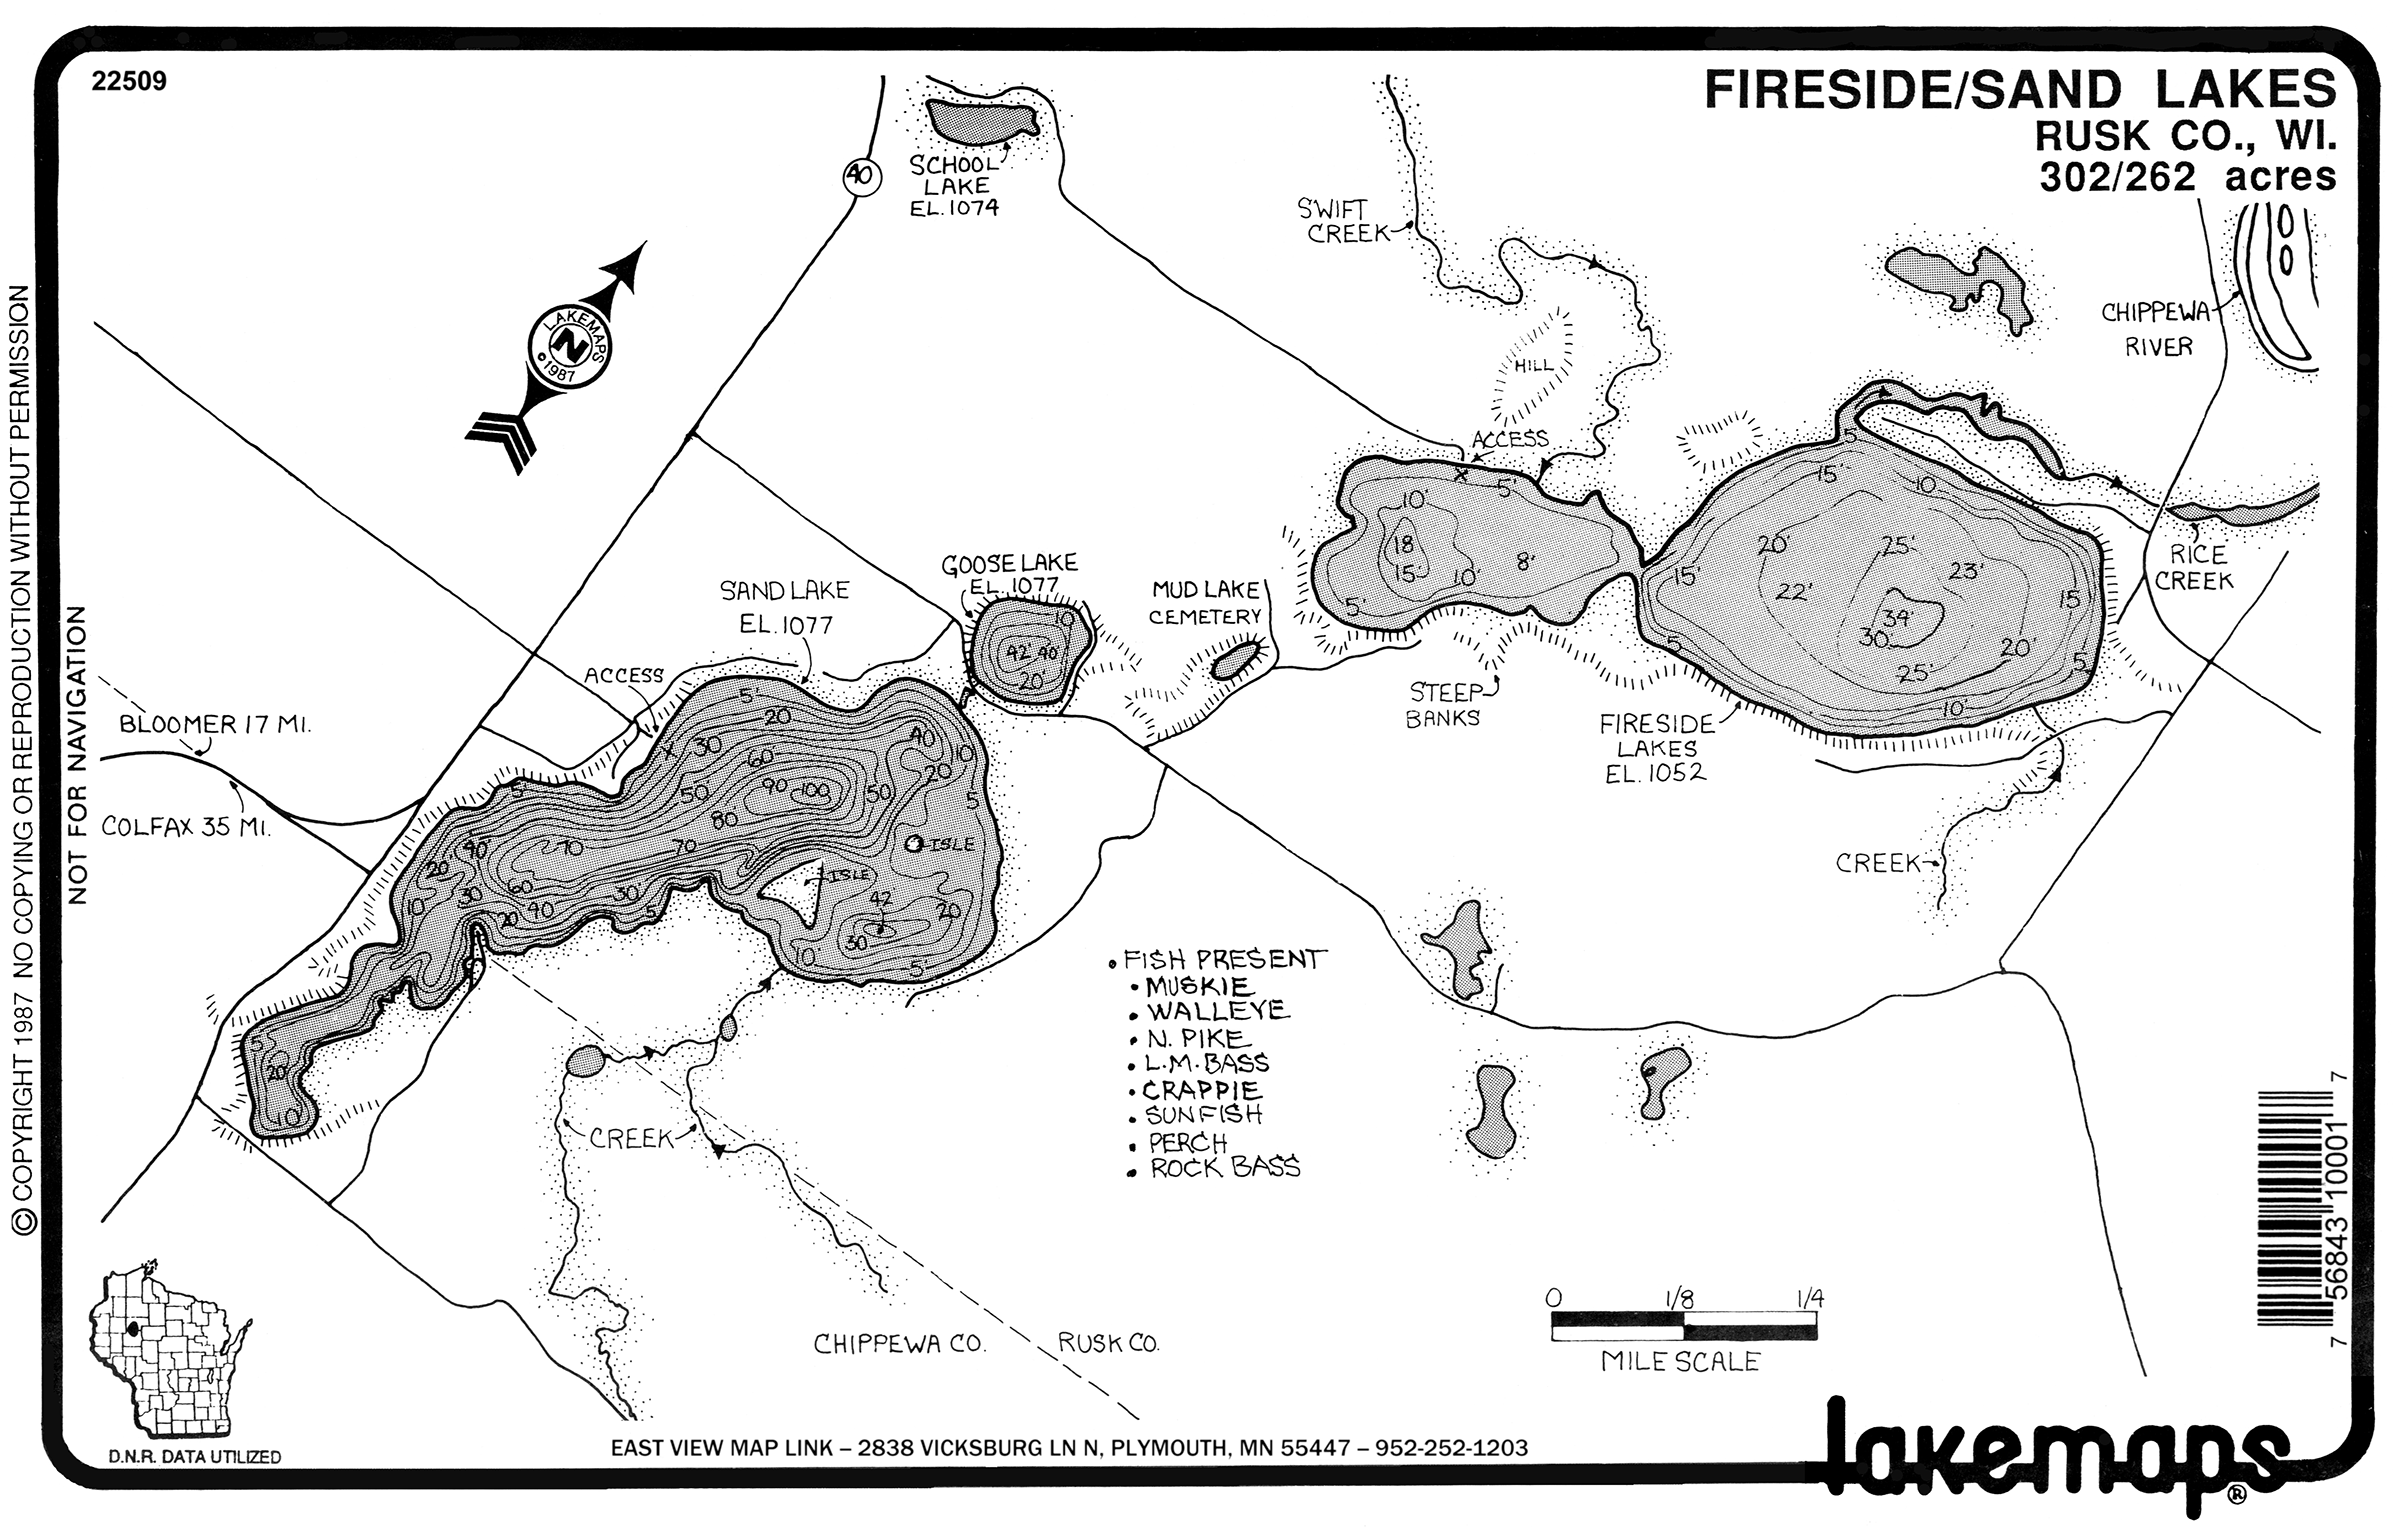 22509
FIRESIDE/SAND LAKES
RUSK CO., WI.
302/262 acres
© COPYRIGHT 1987 NO COPYING OR REPRODUCTION WITHOUT PERMISSION
NOT FOR NAVIGATION
40
SCHOOL
LAKE
EL. 1074
SWIFT
CREEK
CHIPPEWA
RIVER
LAKEMAPS
N
©1987
HILL
ACCESS
5'
10'
5'
18
15'
10'
8'
5'
15'
10
20'
25'
15'
22'
23'
34'
30'
15
20'
25'
5
5'
10'
RICE
CREEK
GOOSE LAKE
EL. 1077
10
42
40
20'
MUD LAKE
CEMETERY
SAND LAKE
EL. 1077
ACCESS
STEEP
BANKS
FIRESIDE
LAKES
EL. 1052
BLOOMER 17 MI.
COLFAX 35 MI.
5'
20
30
60
40
10
20
50
90
100
50
5
80
5'
70
70
40
20'
30
60
10
20
40
30'
5
ISLE
ISLE
42
20
30
10'
5'
5
20
10
CREEK
CREEK
• FISH PRESENT
• MUSKIE
• WALLEYE
• N. PIKE
• L.M. BASS
• CRAPPIE
• SUNFISH
• PERCH
• ROCK BASS
CHIPPEWA CO.
RUSK CO.
0 1/8 1/4
MILE SCALE
7 56843 10001 7
D.N.R. DATA UTILIZED
EAST VIEW MAP LINK – 2838 VICKSBURG LN N, PLYMOUTH, MN 55447 – 952-252-1203
lakemaps®